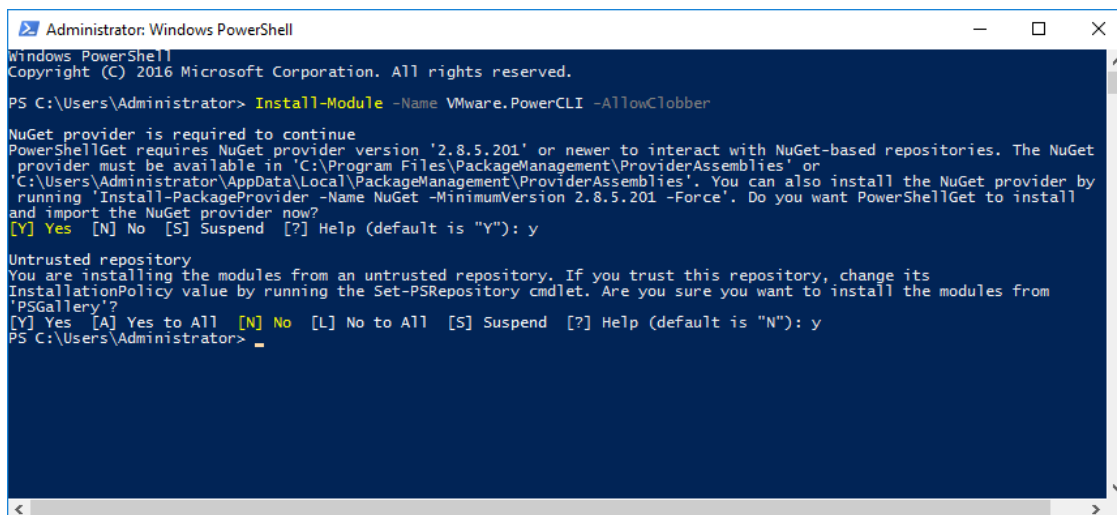 Administrator: Windows PowerShell
Windows PowerShell
Copyright (C) 2016 Microsoft Corporation. All rights reserved.
PS C:\Users\Administrator> Install-Module -Name VMware.PowerCLI -AllowClobber
NuGet provider is required to continue
PowerShellGet requires NuGet provider version '2.8.5.201' or newer to interact with NuGet-based repositories. The NuGet
provider must be available in 'C:\Program Files\PackageManagement\ProviderAssemblies' or
'C:\Users\Administrator\AppData\Local\PackageManagement\ProviderAssemblies'. You can also install the NuGet provider by
running 'Install-PackageProvider -Name NuGet -MinimumVersion 2.8.5.201 -Force'. Do you want PowerShellGet to install
and import the NuGet provider now?
[Y] Yes  [N] No  [S] Suspend  [?] Help (default is "Y"): y
Untrusted repository
You are installing the modules from an untrusted repository. If you trust this repository, change its
InstallationPolicy value by running the Set-PSRepository cmdlet. Are you sure you want to install the modules from
'PSGallery'?
[Y] Yes  [A] Yes to All  [N] No  [L] No to All  [S] Suspend  [?] Help (default is "N"): y
PS C:\Users\Administrator> _